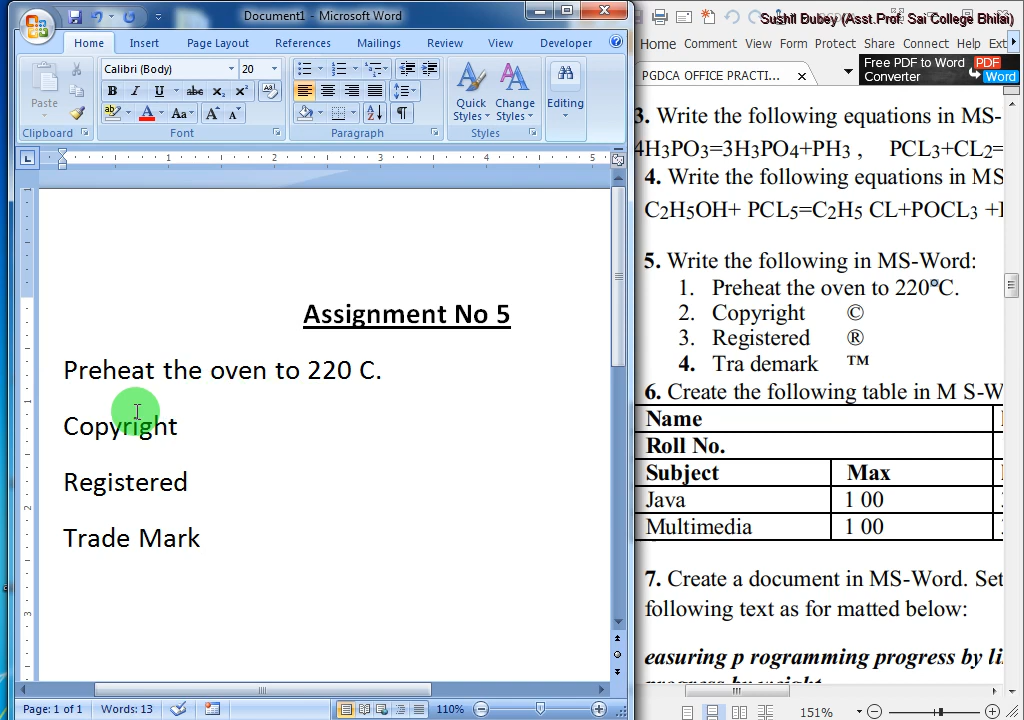 Document1 - Microsoft Word
Home Insert Page Layout References Mailings Review View Developer
Paste
Clipboard
Calibri (Body) 20
Font
Paragraph
Quick Styles
Change Styles
Styles
Editing
Assignment No 5
Preheat the oven to 220 C.
Copyright
Registered
Trade Mark
Page: 1 of 1 Words: 13 110%
Sushil Dubey (Asst.Prof. Sai College Bhilai)
Home Comment View Form Protect Share Connect Help Ext
PGDCA OFFICE PRACTI...
Free PDF to Word
Converter
PDF
Word
3. Write the following equations in MS-
4H3PO3=3H3PO4+PH3 , PCL3+CL2=
4. Write the following equations in MS
C2H5OH+ PCL5=C2H5 CL+POCL3 +
5. Write the following in MS-Word:
1. Preheat the oven to 220°C.
2. Copyright ©
3. Registered ®
4. Tra demark ™
6. Create the following table in M S-W
Name
Roll No.
Subject Max
Java 1 00
Multimedia 1 00
7. Create a document in MS-Word. Set
following text as for matted below:
easuring p rogramming progress by li
151%